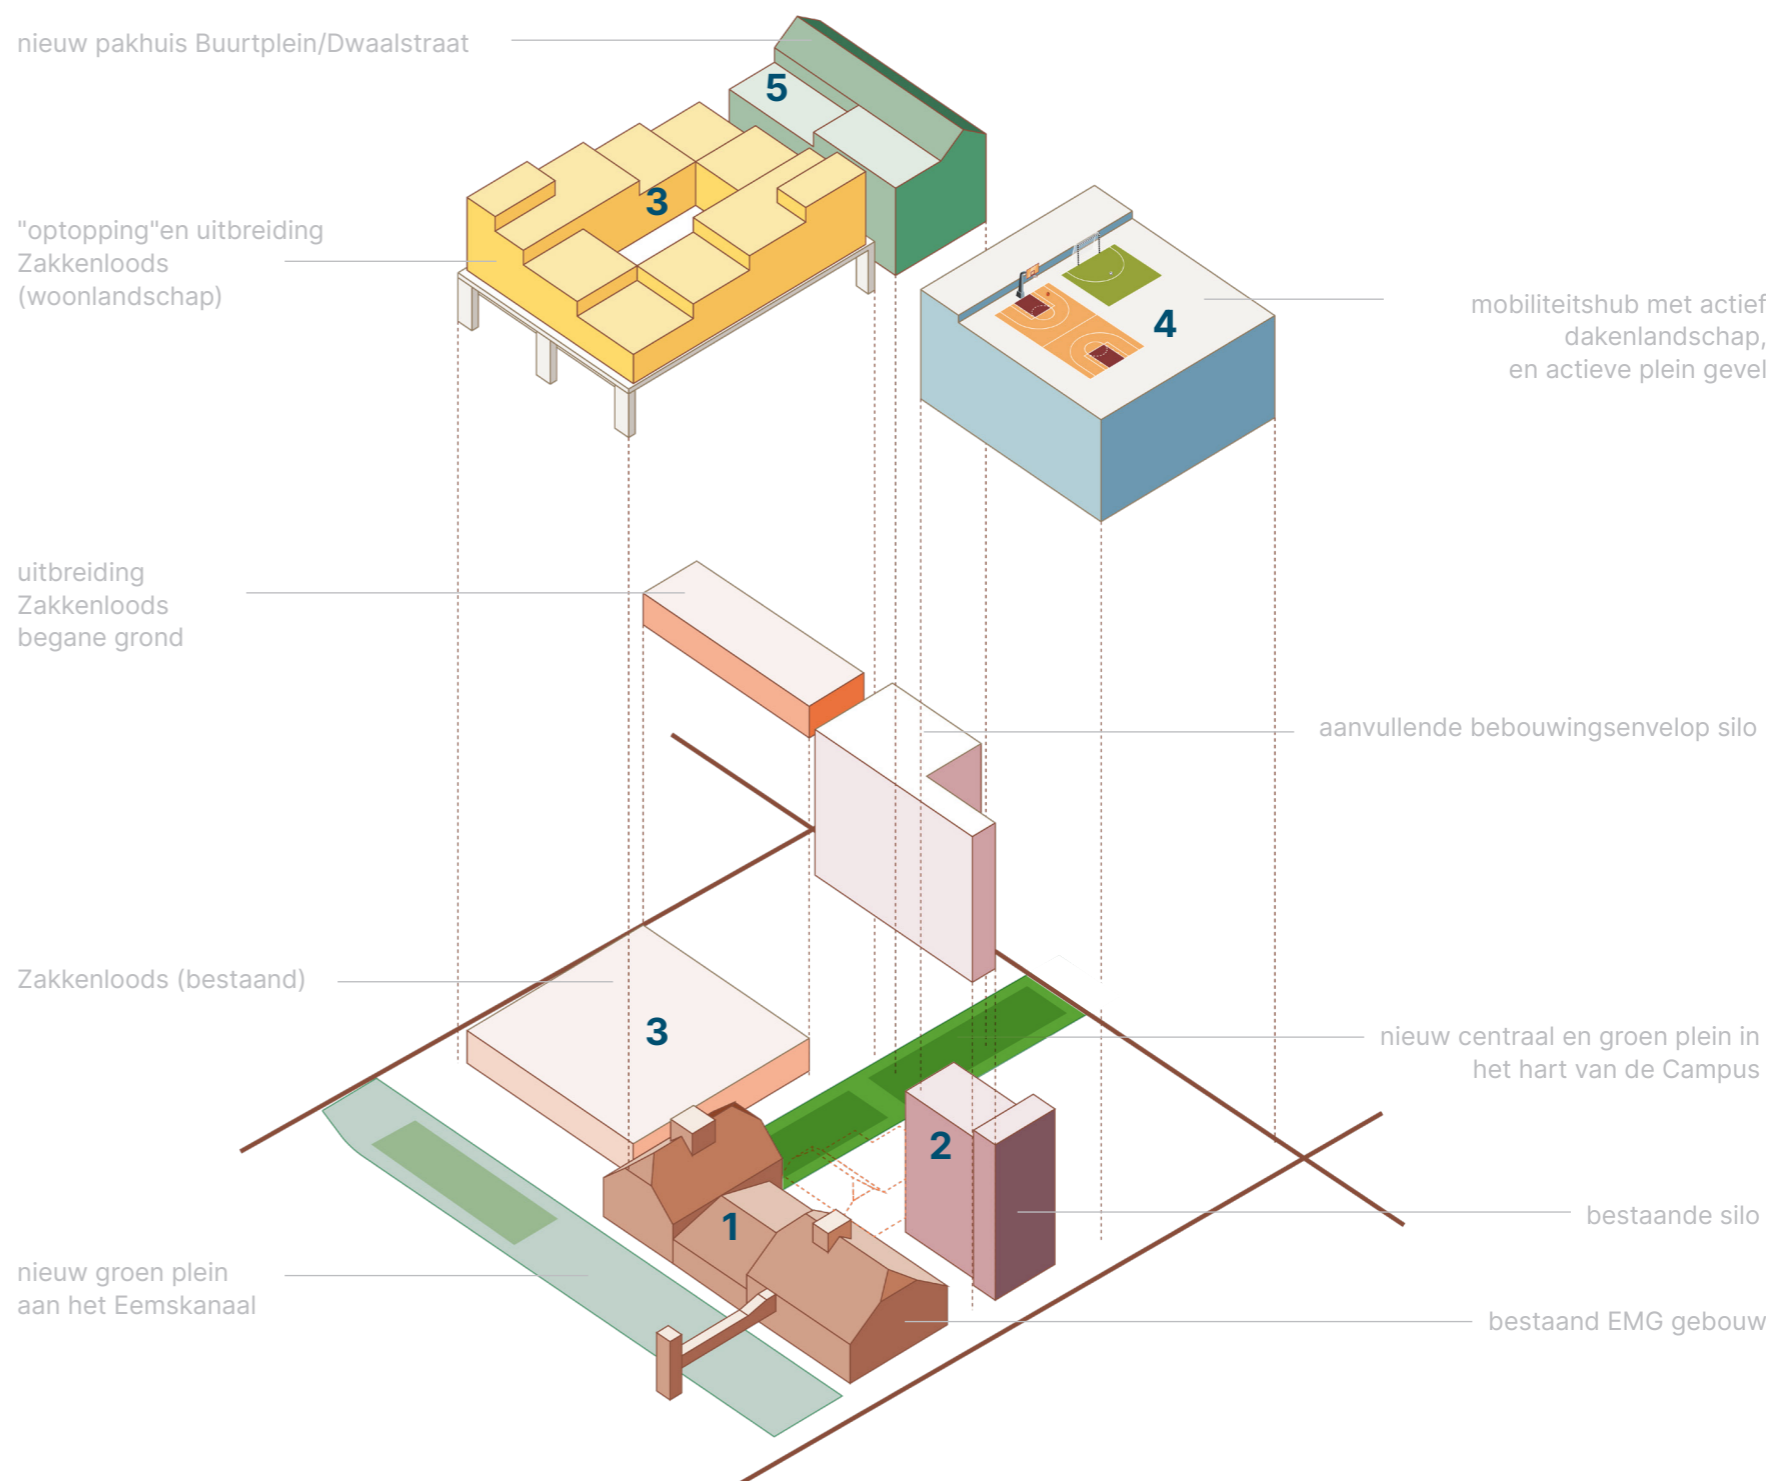 nieuw pakhuis Buurtplein/Dwaalstraat
5
3
"optopping"en uitbreiding
Zakkenloods
(woonlandschap)
4
mobiliteitshub met actief
dakenlandschap,
en actieve plein gevel
uitbreiding
Zakkenloods
begane grond
aanvullende bebouwingsenvelop silo
Zakkenloods (bestaand)
3
nieuw centraal en groen plein in
het hart van de Campus
2
1
bestaande silo
nieuw groen plein
aan het Eemskanaal
bestaand EMG gebouw